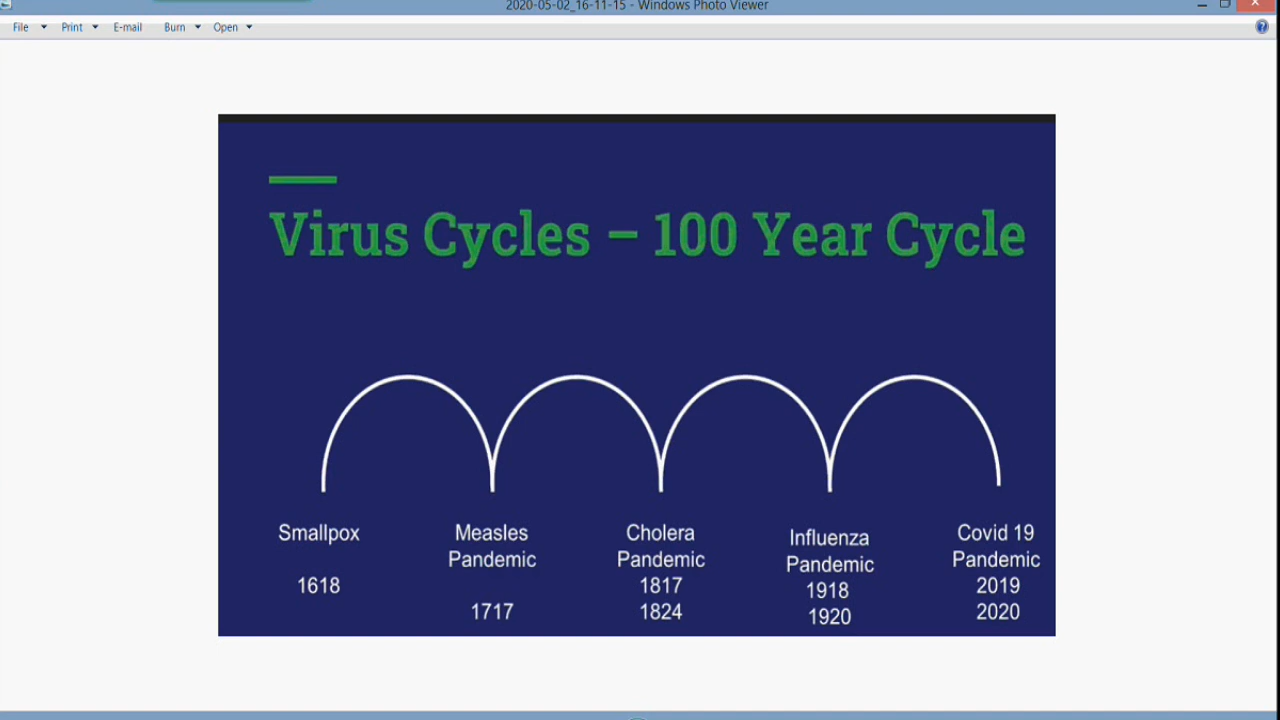 2020-05-02_16-11-15 - Windows Photo Viewer
File Print E-mail Burn Open
Virus Cycles – 100 Year Cycle
Smallpox
1618
Measles
Pandemic
1717
Cholera
Pandemic
1817
1824
Influenza
Pandemic
1918
1920
Covid 19
Pandemic
2019
2020